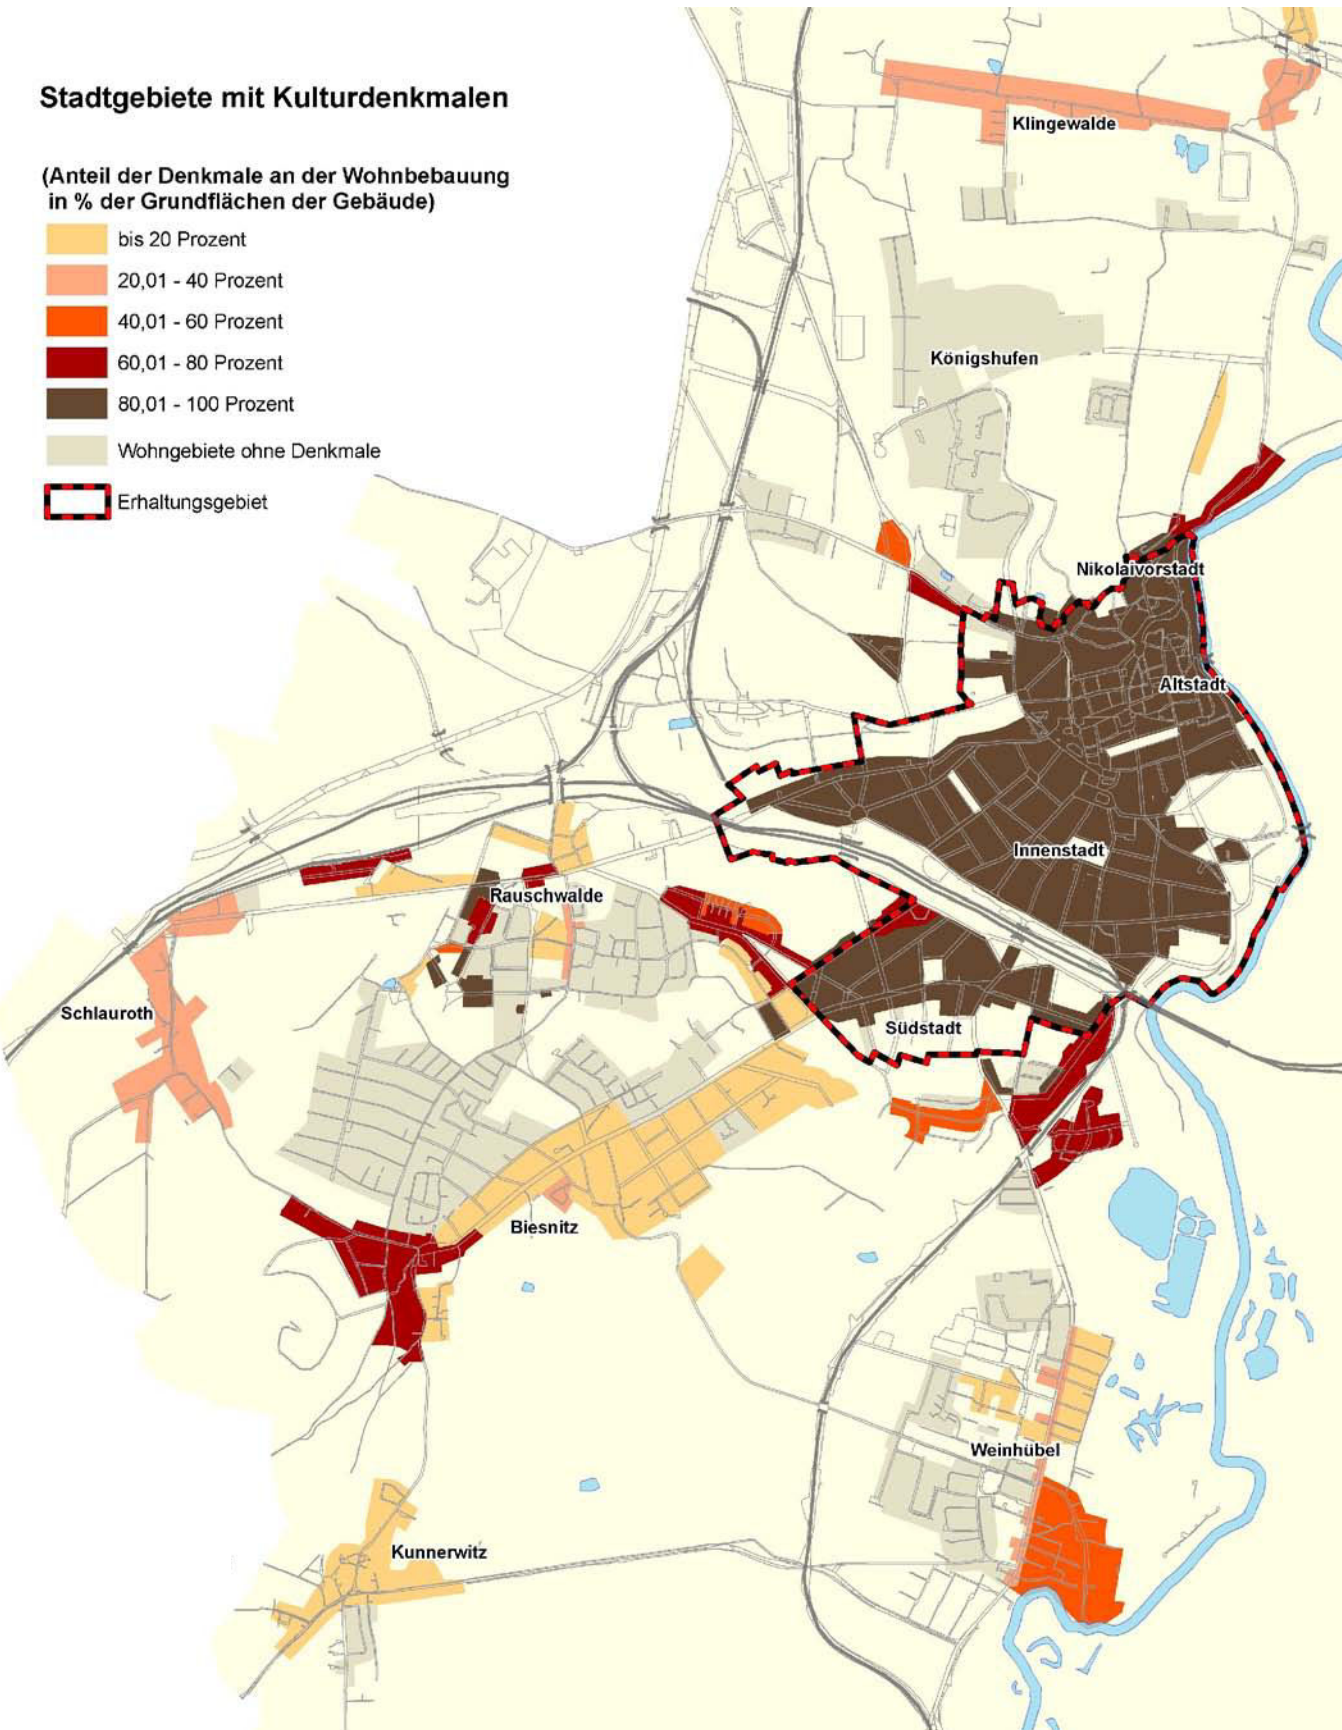 Stadtgebiete mit Kulturdenkmalen
(Anteil der Denkmale an der Wohnbebauung
in % der Grundflächen der Gebäude)
bis 20 Prozent
20,01 - 40 Prozent
40,01 - 60 Prozent
60,01 - 80 Prozent
80,01 - 100 Prozent
Wohngebiete ohne Denkmale
Erhaltungsgebiet
Klingewalde
Königshufen
Nikolaivorstadt
Altstadt
Innenstadt
Rauschwalde
Schlauroth
Südstadt
Biesnitz
Weinhübel
Kunnerwitz